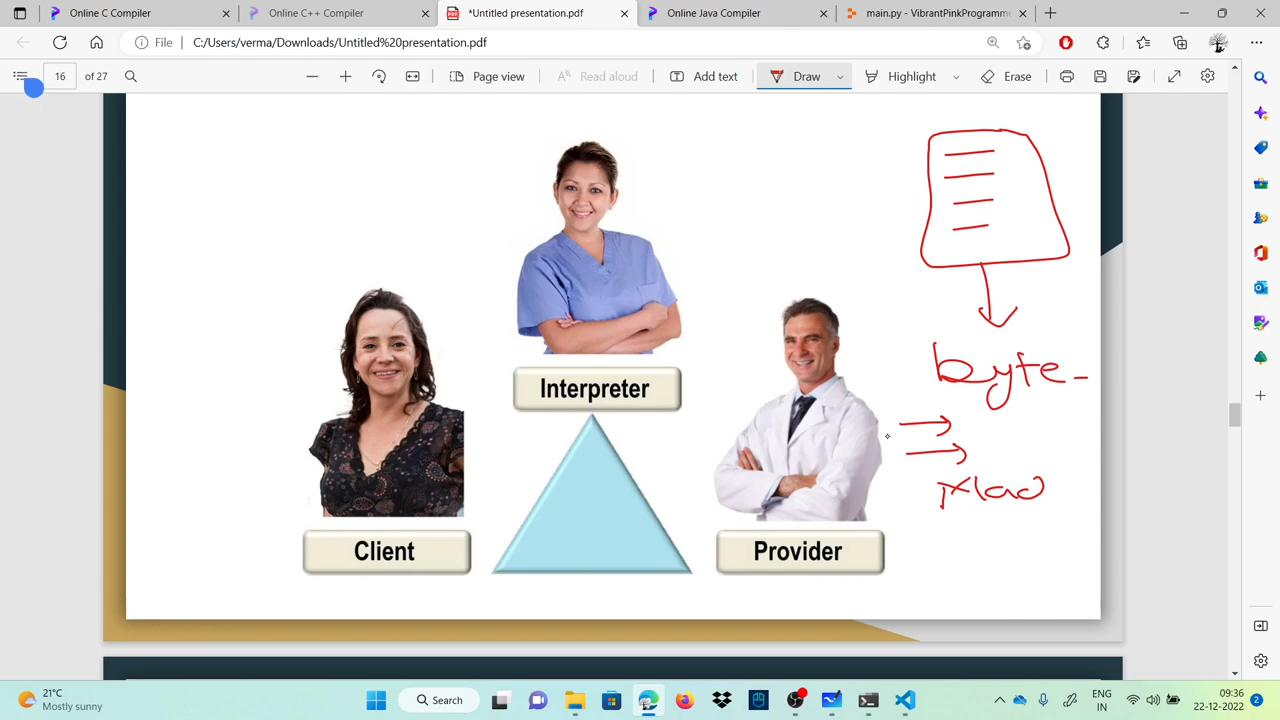 Online C Compiler
Online C++ Compiler
*Untitled presentation.pdf
Online Java Compiler
main.py - VibrantPinkProgramme
File
C:/Users/verma/Downloads/Untitled%20presentation.pdf
16 of 27
Page view
Read aloud
Add text
Draw
Highlight
Erase
Interpreter
byte-
Client
Provider
21°C
Mostly sunny
Search
ENG
IN
09:36
22-12-2022
2